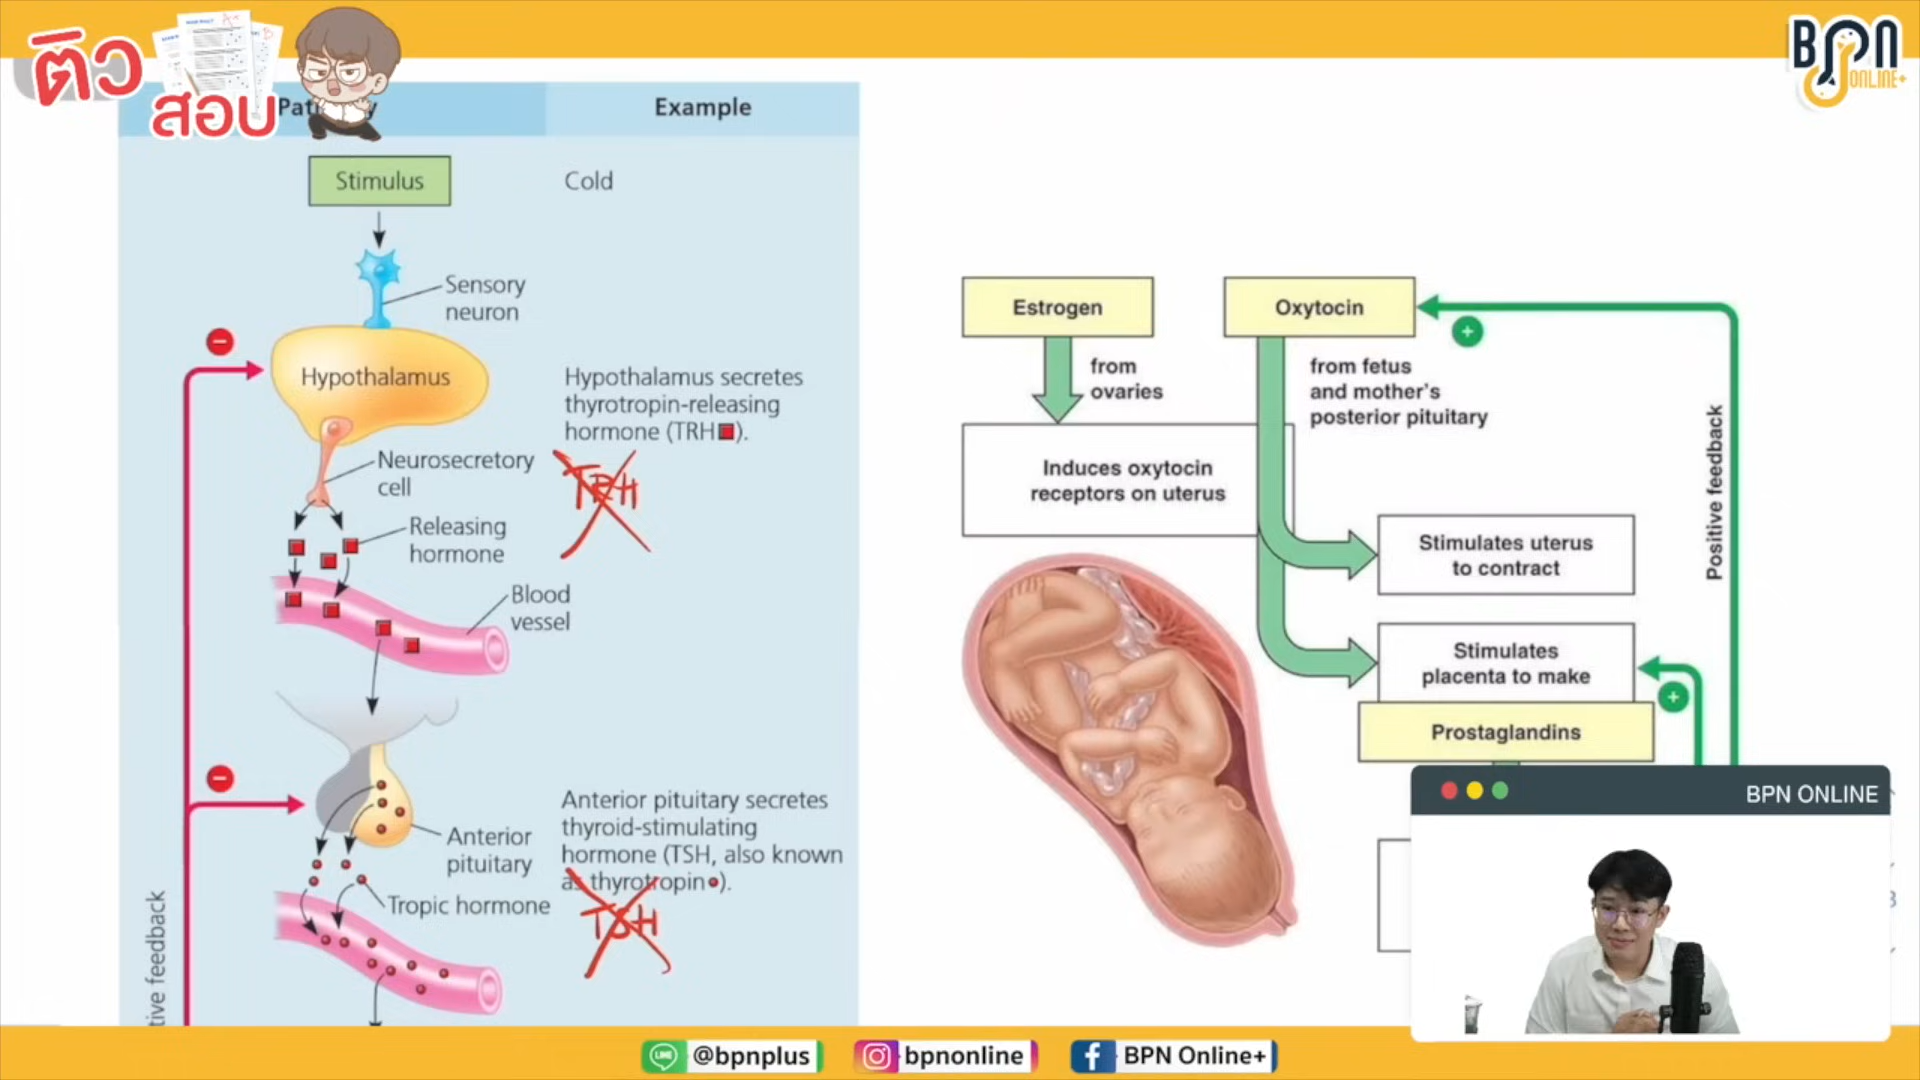 ติว
สอบ
BPN
ONLINE+
Example
Stimulus
Cold
Sensory
neuron
Hypothalamus
Hypothalamus secretes
thyrotropin-releasing
hormone (TRH).
TRH
Neurosecretory
cell
Releasing
hormone
Blood
vessel
Anterior
pituitary
Anterior pituitary secretes
thyroid-stimulating
hormone (TSH, also known
as thyrotropin).
TSH
Tropic hormone
tive feedback
Estrogen
from
ovaries
Oxytocin
from fetus
and mother's
posterior pituitary
Induces oxytocin
receptors on uterus
Stimulates uterus
to contract
Stimulates
placenta to make
Prostaglandins
Positive feedback
BPN ONLINE
LINE @bpnplus
bpnonline
BPN Online+